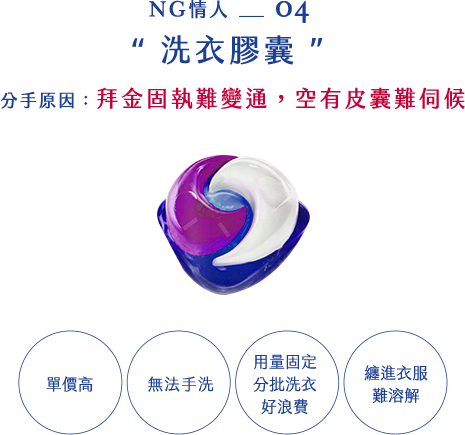 NG情人 __ 04
“ 洗衣膠囊 ”
分手原因：拜金固執難變通，空有皮囊難伺候
單價高
無法手洗
用量固定
分批洗衣
好浪費
纏進衣服
難溶解